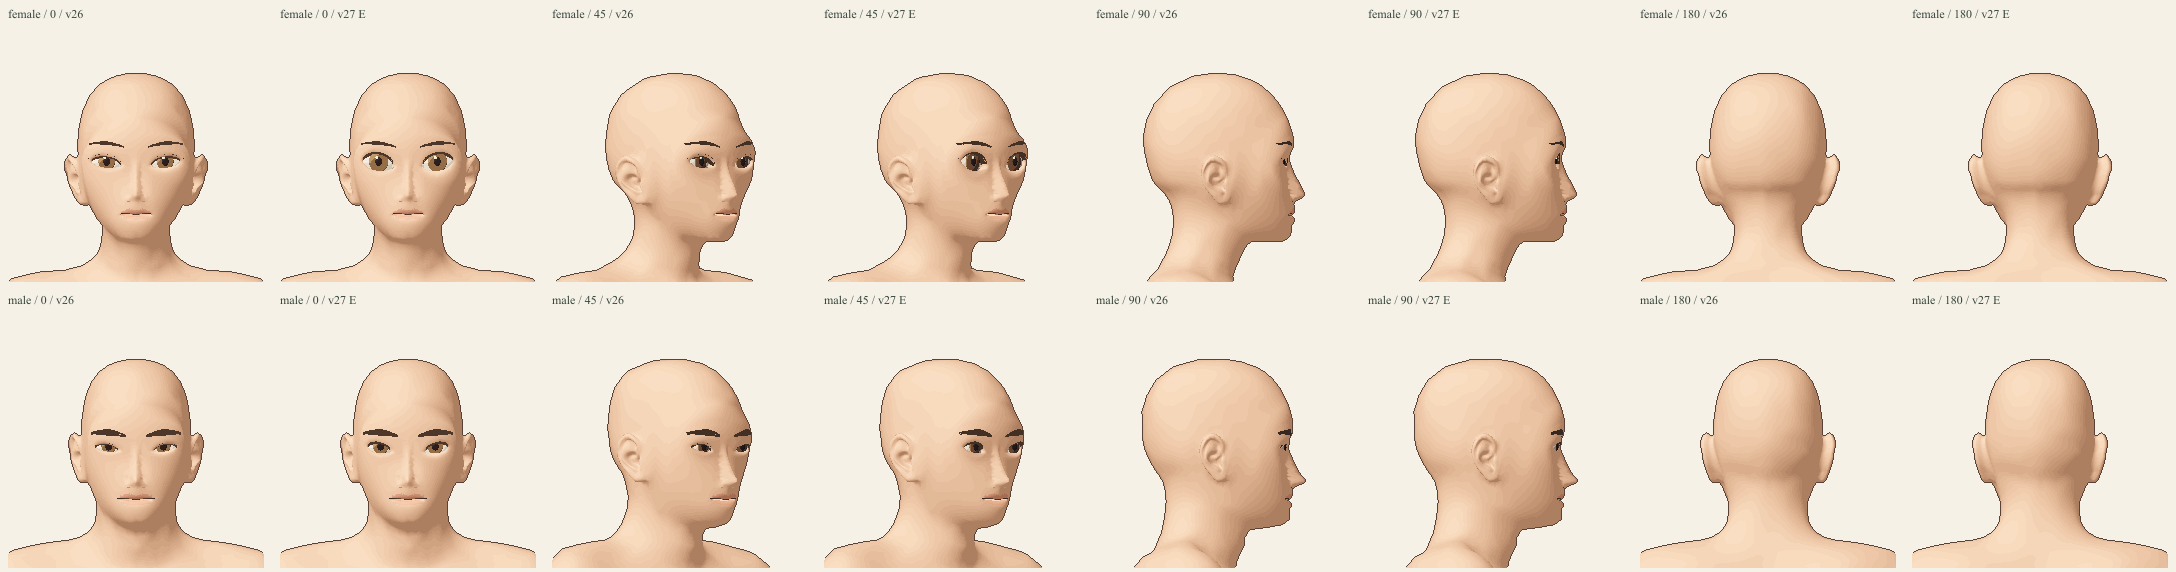 female / 0 / v26
female / 0 / v27 E
female / 45 / v26
female / 45 / v27 E
female / 90 / v26
female / 90 / v27 E
female / 180 / v26
female / 180 / v27 E
male / 0 / v26
male / 0 / v27 E
male / 45 / v26
male / 45 / v27 E
male / 90 / v26
male / 90 / v27 E
male / 180 / v26
male / 180 / v27 E